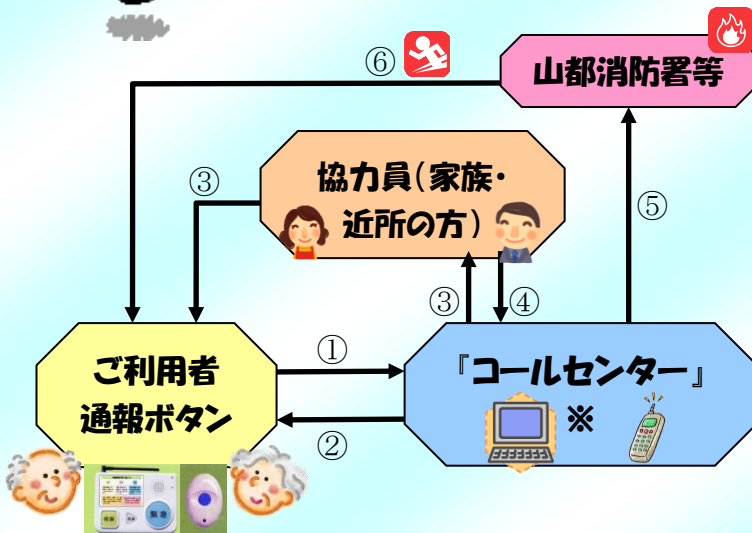 ⑥
山都消防署等
協力員(家族・
近所の方)
③
⑤
③
④
ご利用者
通報ボタン
①
②
『コールセンター』
※
緊急